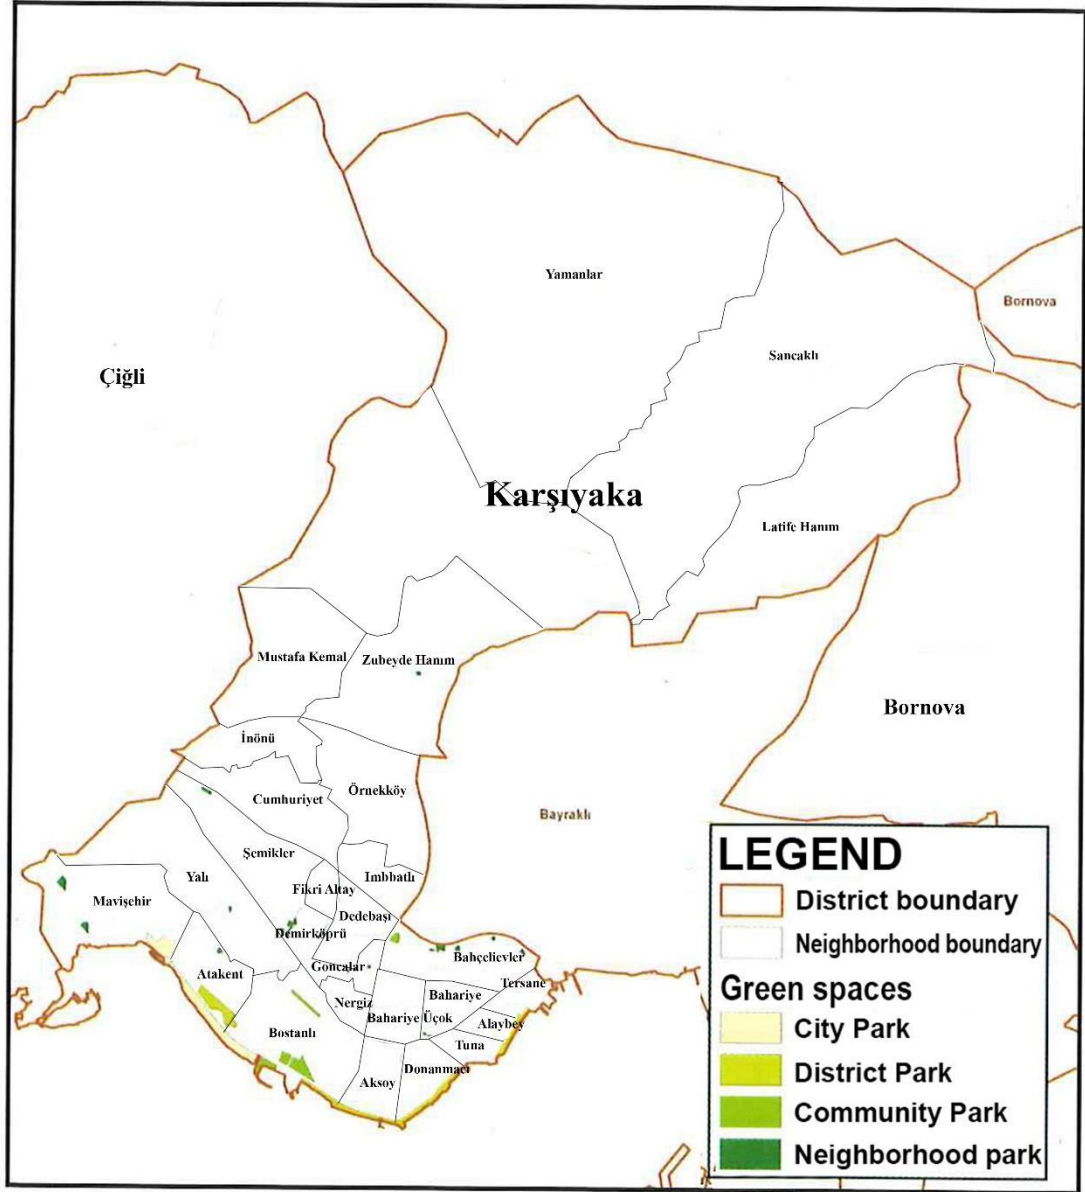 Yamanlar
Bornova
Sancaklı
Çiğli
Karşıyaka
Latife Hanım
Mustafa Kemal
Zubeyde Hanım
Bornova
İnönü
Örnekköy
Cumhuriyet
Bayraklı
Şemikler
Imbbatlı
Yalı
Fikri Altay
Mavişehir
Dedebaşı
Demirköprü
Bahçelievler
Goncalar
Atakent
Tersane
Nergiz
Bahariye
Bahariye
Üçok
Alaybey
Bostanlı
Tuna
Donanmacı
Aksoy
LEGEND
District boundary
Neighborhood boundary
Green spaces
City Park
District Park
Community Park
Neighborhood park